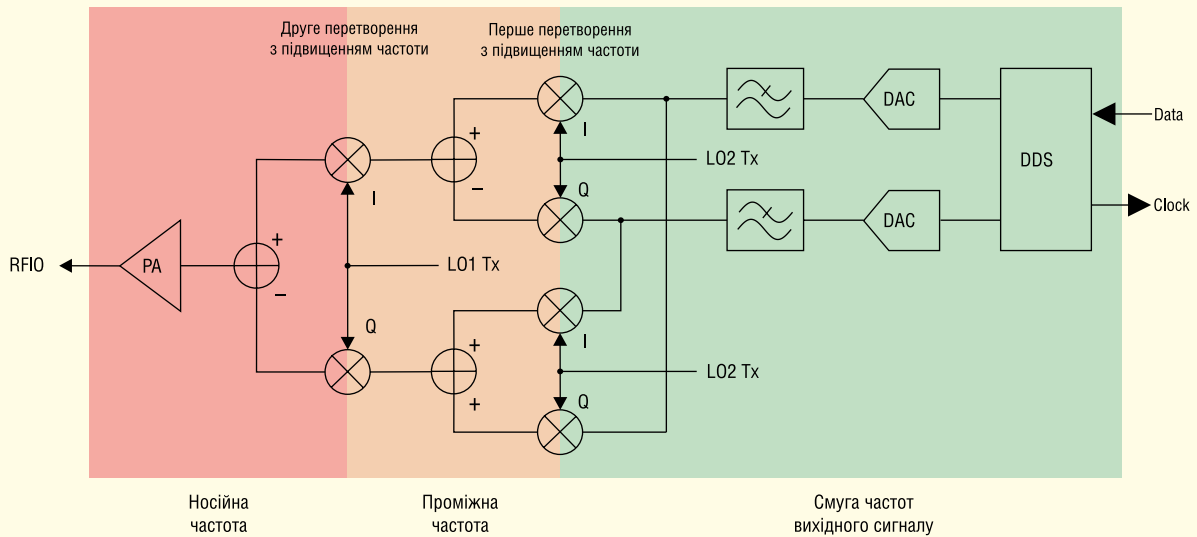 Друге перетворення
з підвищенням частоти
Перше перетворення
з підвищенням частоти
DAC
DDS
Data
Clock
DAC
I
LO2 Tx
Q
+
−
I
LO1 Tx
Q
+
−
PA
RFIO
I
LO2 Tx
Q
+
+
Носійна
частота
Проміжна
частота
Смуга частот
вихідного сигналу